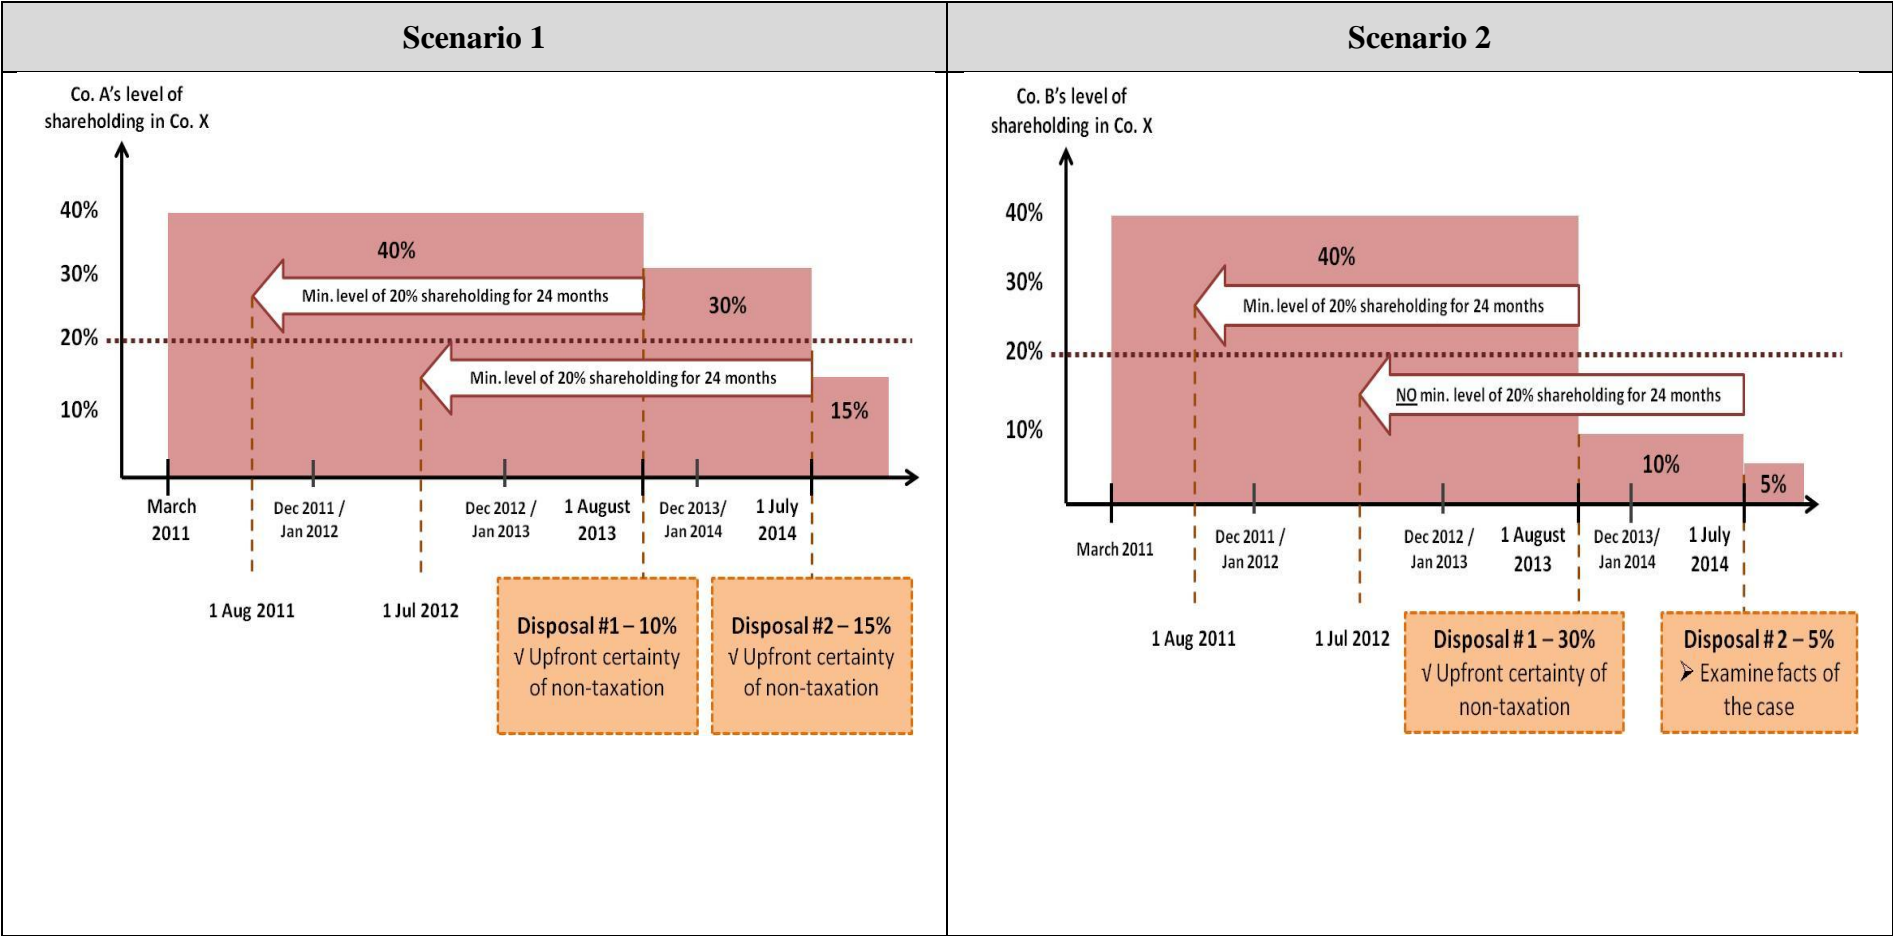 Scenario 1
Co. A's level of
shareholding in Co. X
40%
30%
20%
10%
40%
Min. level of 20% shareholding for 24 months
30%
Min. level of 20% shareholding for 24 months
15%
March
2011
Dec 2011 /
Jan 2012
Dec 2012 /
Jan 2013
1 August
2013
Dec 2013/
Jan 2014
1 July
2014
1 Aug 2011
1 Jul 2012
Disposal #1 – 10%
√ Upfront certainty
of non-taxation
Disposal #2 – 15%
√ Upfront certainty
of non-taxation
Scenario 2
Co. B's level of
shareholding in Co. X
40%
30%
20%
10%
40%
Min. level of 20% shareholding for 24 months
NO min. level of 20% shareholding for 24 months
10%
5%
March 2011
Dec 2011 /
Jan 2012
Dec 2012 /
Jan 2013
1 August
2013
Dec 2013/
Jan 2014
1 July
2014
1 Aug 2011
1 Jul 2012
Disposal #1 – 30%
√ Upfront certainty of
non-taxation
Disposal #2 – 5%
➢ Examine facts of
the case